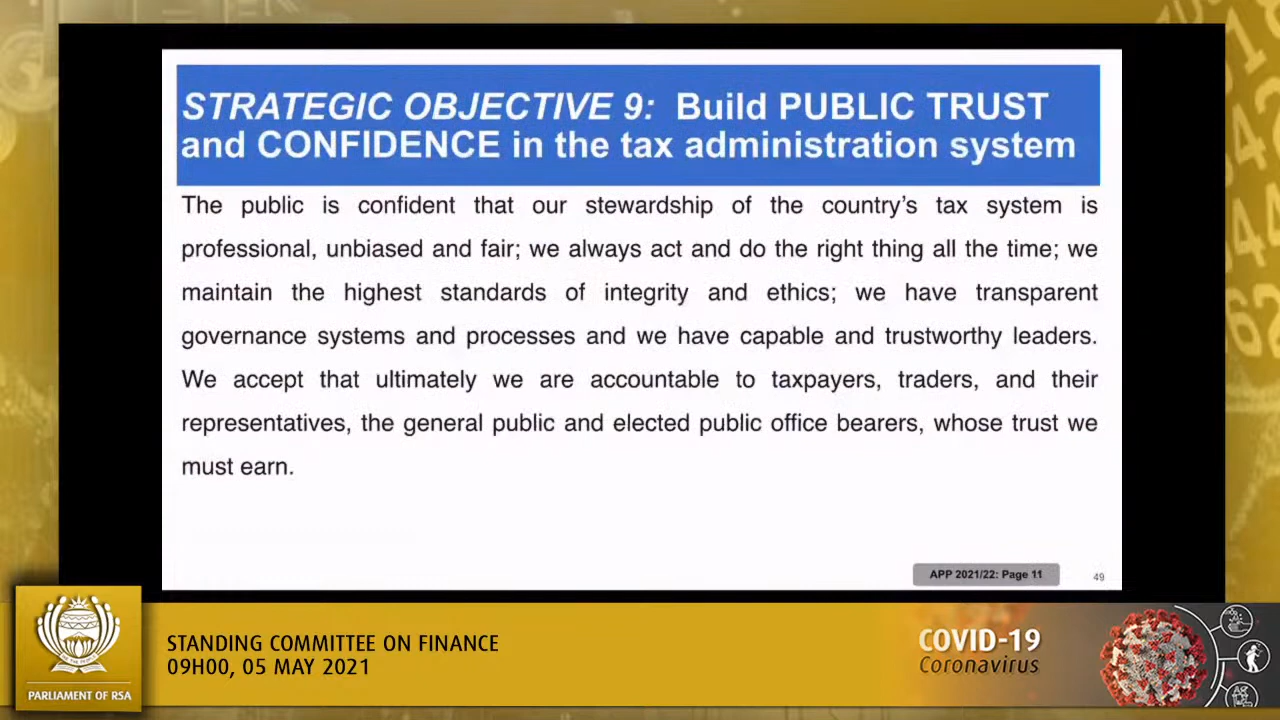 STRATEGIC OBJECTIVE 9: Build PUBLIC TRUST
and CONFIDENCE in the tax administration system
The public is confident that our stewardship of the country's tax system is
professional, unbiased and fair; we always act and do the right thing all the time; we
maintain the highest standards of integrity and ethics; we have transparent
governance systems and processes and we have capable and trustworthy leaders.
We accept that ultimately we are accountable to taxpayers, traders, and their
representatives, the general public and elected public office bearers, whose trust we
must earn.
APP 2021/22: Page 11
49
PARLIAMENT OF RSA
STANDING COMMITTEE ON FINANCE
09H00, 05 MAY 2021
COVID-19
Coronavirus